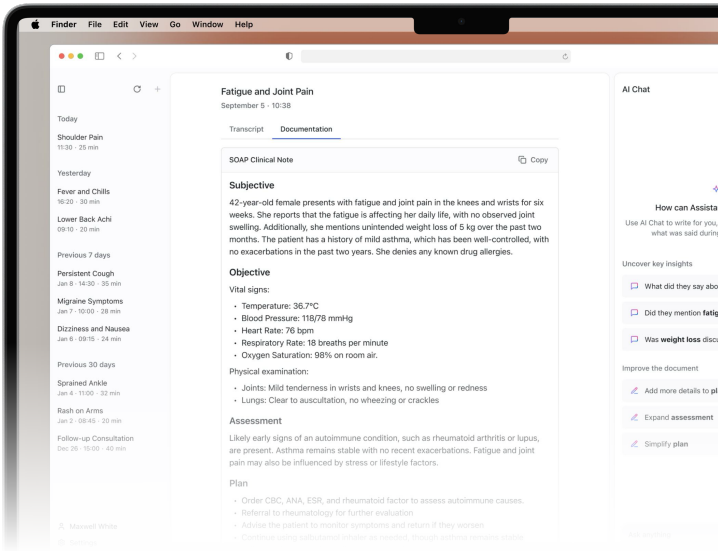 Finder File Edit View Go Window Help
Today
Shoulder Pain
11:30 · 25 min
Yesterday
Fever and Chills
16:20 · 30 min
Lower Back Achi
09:10 · 20 min
Previous 7 days
Persistent Cough
Jan 8 · 14:30 · 35 min
Migraine Symptoms
Jan 7 · 10:00 · 28 min
Dizziness and Nausea
Jan 6 · 09:15 · 24 min
Previous 30 days
Sprained Ankle
Jan 4 · 11:00 · 32 min
Rash on Arms
Jan 2 · 08:45 · 20 min
Follow-up Consultation
Dec 26 · 15:00 · 40 min
Maxwell White
Fatigue and Joint Pain
September 5 · 10:38
Transcript Documentation
SOAP Clinical Note Copy
Subjective
42-year-old female presents with fatigue and joint pain in the knees and wrists for six
weeks. She reports that the fatigue is affecting her daily life, with no observed joint
swelling. Additionally, she mentions unintended weight loss of 5 kg over the past two
months. The patient has a history of mild asthma, which has been well-controlled, with
no exacerbations in the past two years. She denies any known drug allergies.
Objective
Vital signs:
• Temperature: 36.7°C
• Blood Pressure: 118/78 mmHg
• Heart Rate: 76 bpm
• Respiratory Rate: 18 breaths per minute
• Oxygen Saturation: 98% on room air.
Physical examination:
• Joints: Mild tenderness in wrists and knees, no swelling or redness
• Lungs: Clear to auscultation, no wheezing or crackles
Assessment
Likely early signs of an autoimmune condition, such as rheumatoid arthritis or lupus,
are present. Asthma remains stable with no recent exacerbations. Fatigue and joint
pain may also be influenced by stress or lifestyle factors.
Plan
• Order CBC, ANA, ESR, and rheumatoid factor to assess autoimmune causes.
• Referral to rheumatology for further evaluation
• Advise the patient to monitor symptoms and return if they worsen
AI Chat
How can Assista
Use AI Chat to write for you,
what was said during
Uncover key insights
What did they say abo
Did they mention fatig
Was weight loss discu
Improve the document
Add more details to pl
Expand assessment
Simplify plan